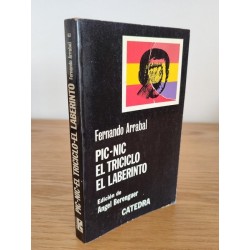 Fernando Arrabal
PIC-NIC
EL TRICICLO
EL LABERINTO
Edición de
Angel Berenguer
CATEDRA
PIC-NIC-EL TRICICLO-EL LABERINTO
Fernando Arrabal